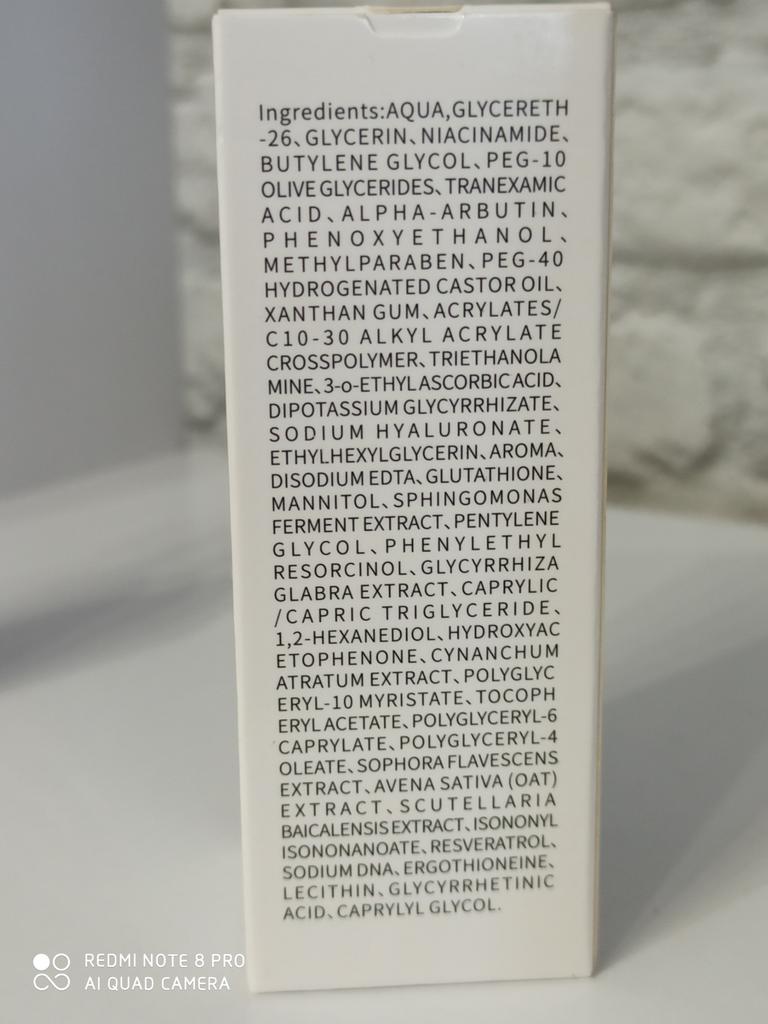 Ingredients:AQUA,GLYCERETH
-26、GLYCERIN、NIACINAMIDE、
BUTYLENE GLYCOL、PEG-10
OLIVE GLYCERIDES、TRANEXAMIC
ACID、ALPHA-ARBUTIN、
PHENOXYETHANOL、
METHYLPARABEN、PEG-40
HYDROGENATED CASTOR OIL、
XANTHAN GUM、ACRYLATES/
C10-30 ALKYL ACRYLATE
CROSSPOLYMER、TRIETHANOLA
MINE、3-o-ETHYLASCORBIC ACID、
DIPOTASSIUM GLYCYRRHIZATE、
SODIUM HYALURONATE、
ETHYLHEXYLGLYCERIN、AROMA、
DISODIUM EDTA、GLUTATHIONE、
MANNITOL、SPHINGOMONAS
FERMENT EXTRACT、PENTYLENE
GLYCOL、PHENYLETHYL
RESORCINOL、GLYCYRRHIZA
GLABRA EXTRACT、CAPRYLIC
/CAPRIC TRIGLYCERIDE、
1,2-HEXANEDIOL、HYDROXYAC
ETOPHENONE、CYNANCHUM
ATRATUM EXTRACT、POLYGLYC
ERYL-10 MYRISTATE、TOCOPH
ERYL ACETATE、POLYGLYCERYL-6
CAPRYLATE、POLYGLYCERYL-4
OLEATE、SOPHORA FLAVESCENS
EXTRACT、AVENA SATIVA (OAT)
EXTRACT、SCUTELLARIA
BAICALENSIS EXTRACT、ISONONYL
ISONONANOATE、RESVERATROL、
SODIUM DNA、ERGOTHIONEINE、
LECITHIN、GLYCYRRHETINIC
ACID、CAPRYLYL GLYCOL.
REDMI NOTE 8 PRO
AI QUAD CAMERA